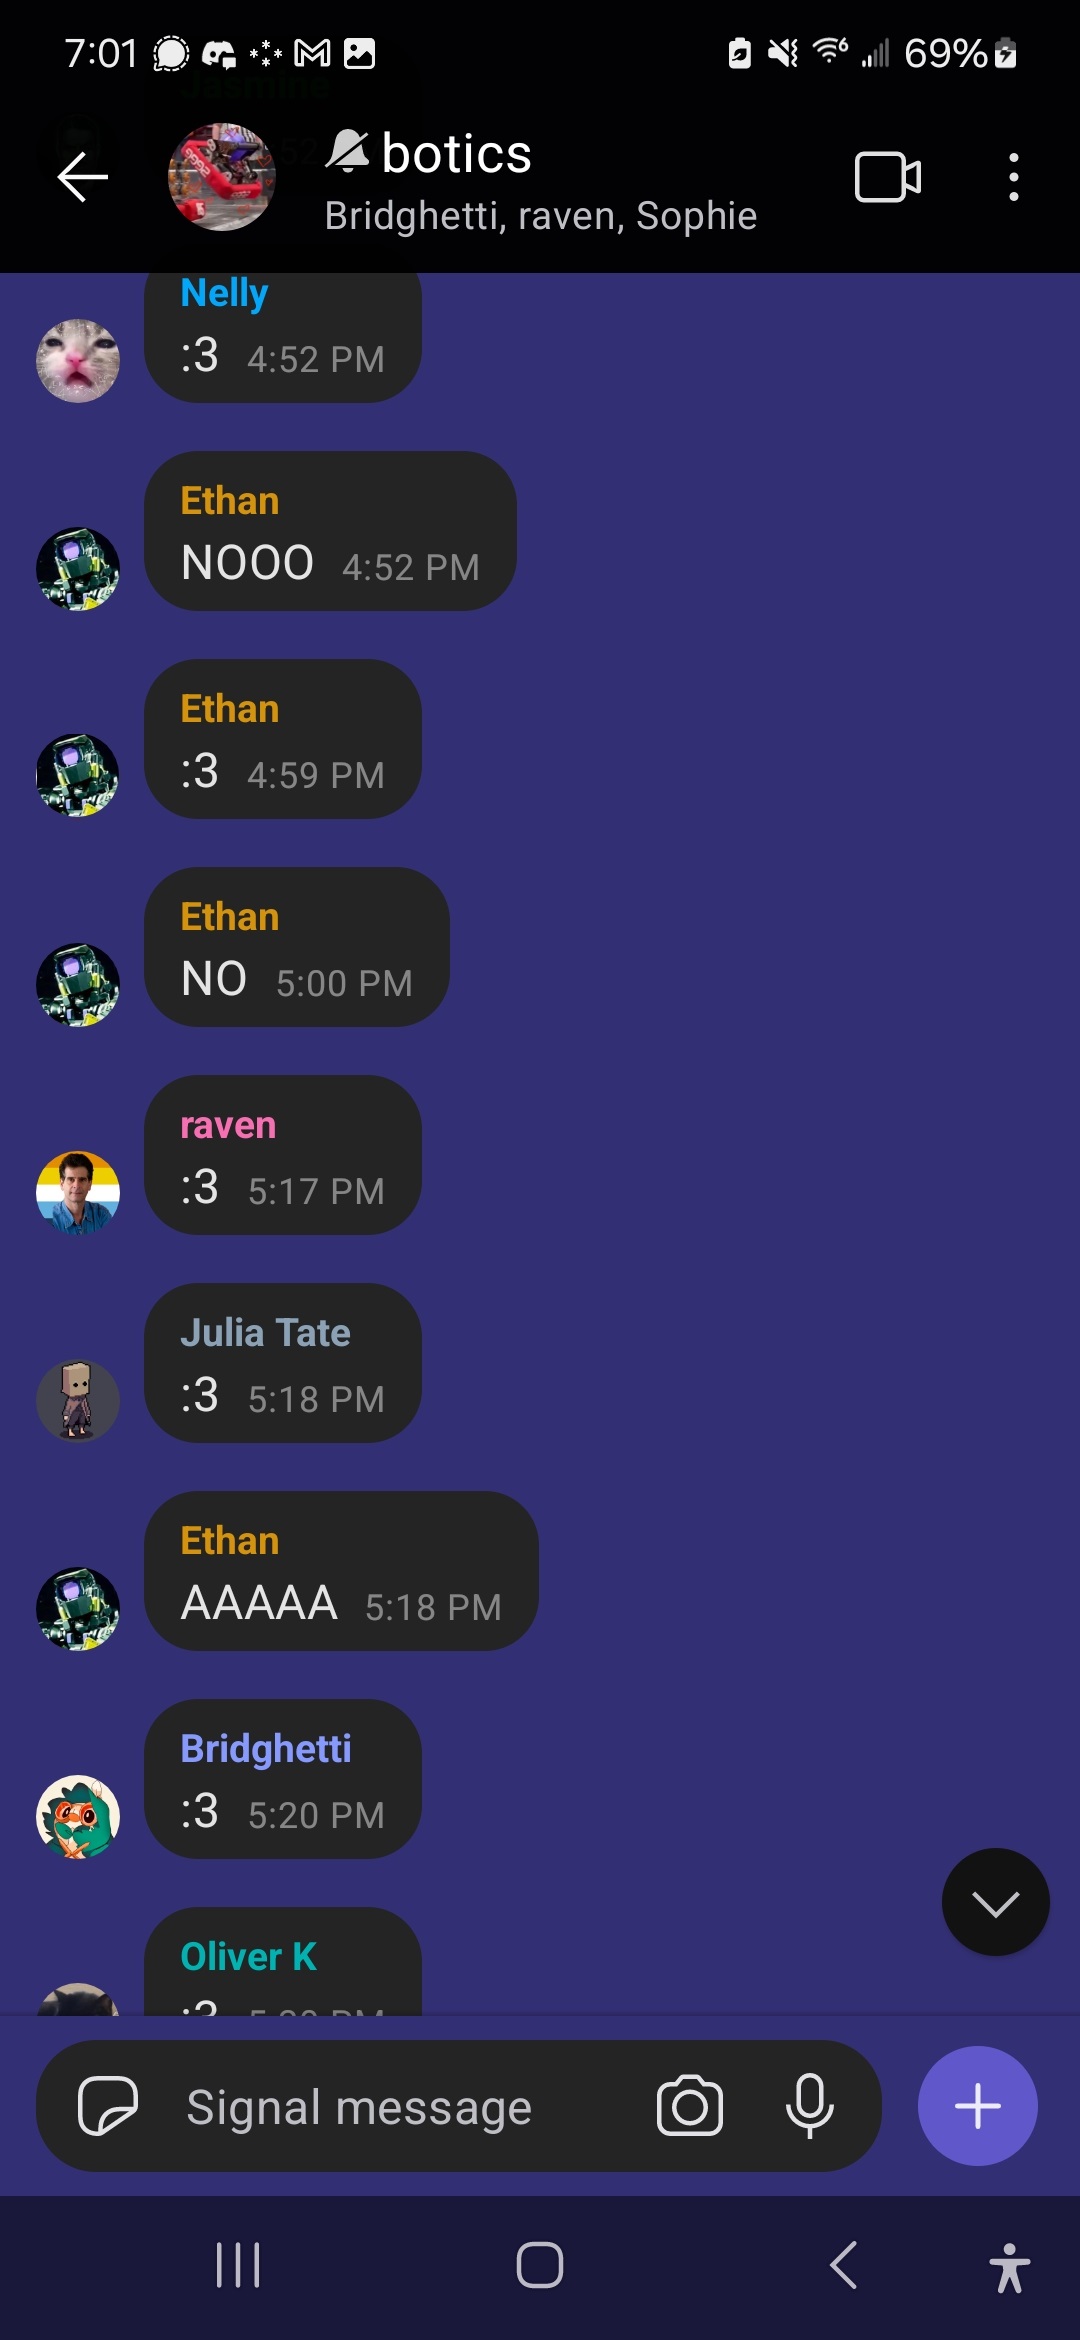 7:01
69%
Jasmine
botics
Bridghetti, raven, Sophie
Nelly
:3 4:52 PM
Ethan
NOOO 4:52 PM
Ethan
:3 4:59 PM
Ethan
NO 5:00 PM
raven
:3 5:17 PM
Julia Tate
:3 5:18 PM
Ethan
AAAAA 5:18 PM
Bridghetti
:3 5:20 PM
Oliver K
:3
Signal message